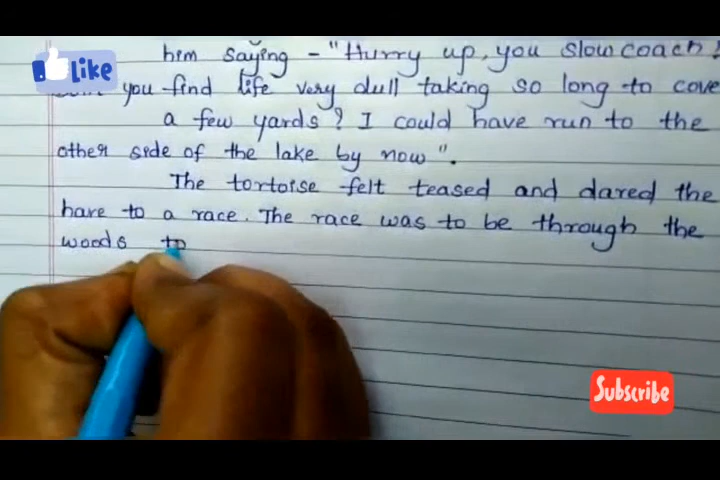 Like
him saying - "Hurry up, you slow coach!
you find life very dull taking so long to cove
a few yards? I could have run to the
other side of the lake by now".
The tortoise felt teased and dared the
hare to a race. The race was to be through the
woods to
Subscribe